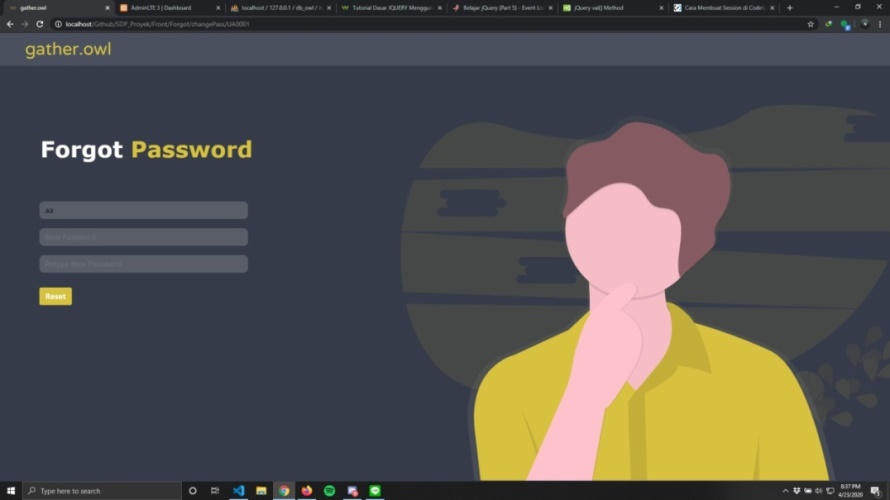 gather.owl
AdminLTE 3 | Dashboard
localhost / 127.0.0.1 / db_owl /
Tutorial Dasar JQUERY Menggun
Belajar jQuery (Part 5) - Event
jQuery val() Method
Cara Membuat Session di Code
localhost/Github/SDP_Proyek/Front/Forgot/changePass/UA0001
gather.owl
Forgot Password
aa
New Password
Retype New Password
Reset
Type here to search
8:37 PM
4/23/2020